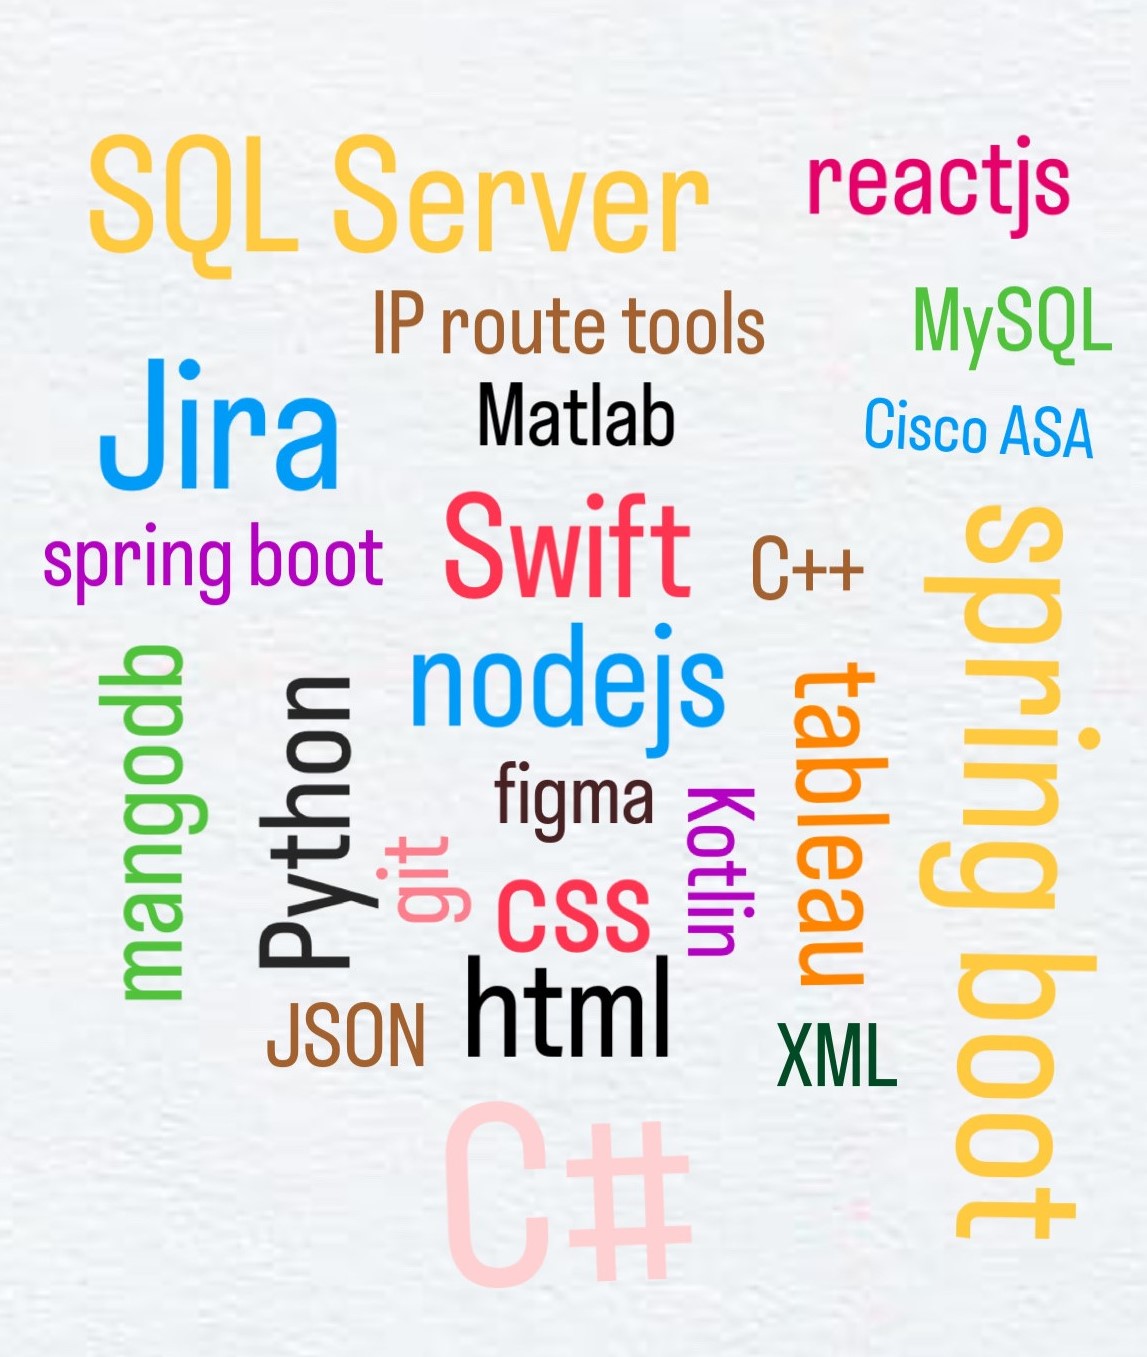 SQL Server
reactjs
IP route tools
MySQL
Jira
Matlab
Cisco ASA
spring boot
Swift
C++
spring boot
mangodb
Python
nodejs
tableau
figma
git
Kotlin
css
html
JSON
XML
C#